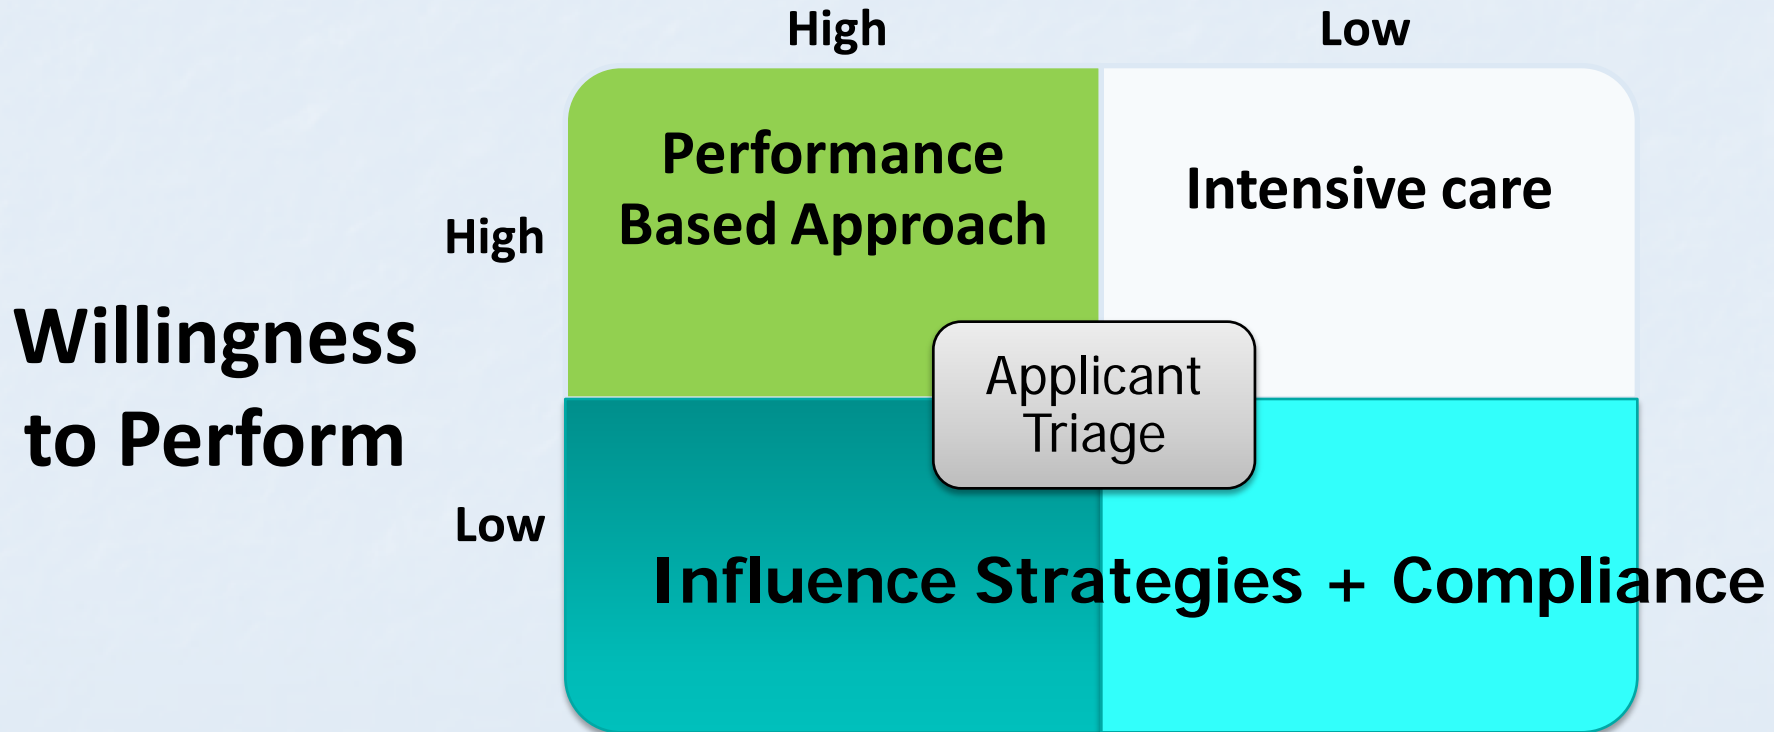 High
Low
Performance
Based Approach
Intensive care
High
Willingness
to Perform
Applicant
Triage
Low
Influence Strategies + Compliance